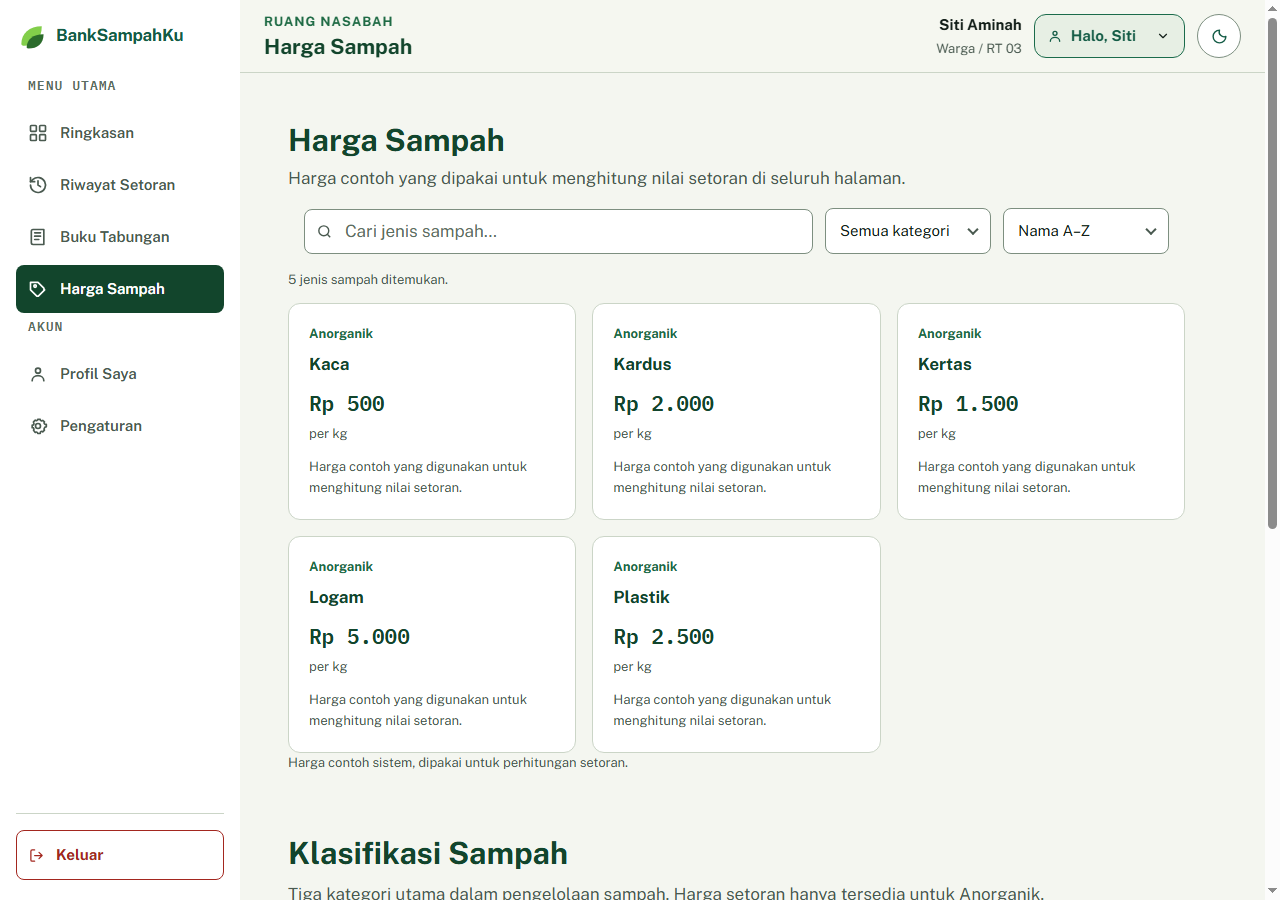 BankSampahKu
MENU UTAMA
Ringkasan
Riwayat Setoran
Buku Tabungan
Harga Sampah
AKUN
Profil Saya
Pengaturan
Keluar
RUANG NASABAH
Harga Sampah
Siti Aminah
Warga / RT 03
Halo, Siti
Harga Sampah
Harga contoh yang dipakai untuk menghitung nilai setoran di seluruh halaman.
Cari jenis sampah...
Semua kategori
Nama A–Z
5 jenis sampah ditemukan.
Anorganik
Kaca
Rp 500
per kg
Harga contoh yang digunakan untuk
menghitung nilai setoran.
Anorganik
Kardus
Rp 2.000
per kg
Harga contoh yang digunakan untuk
menghitung nilai setoran.
Anorganik
Kertas
Rp 1.500
per kg
Harga contoh yang digunakan untuk
menghitung nilai setoran.
Anorganik
Logam
Rp 5.000
per kg
Harga contoh yang digunakan untuk
menghitung nilai setoran.
Anorganik
Plastik
Rp 2.500
per kg
Harga contoh yang digunakan untuk
menghitung nilai setoran.
Harga contoh sistem, dipakai untuk perhitungan setoran.
Klasifikasi Sampah
Tiga kategori utama dalam pengelolaan sampah. Harga setoran hanya tersedia untuk Anorganik.